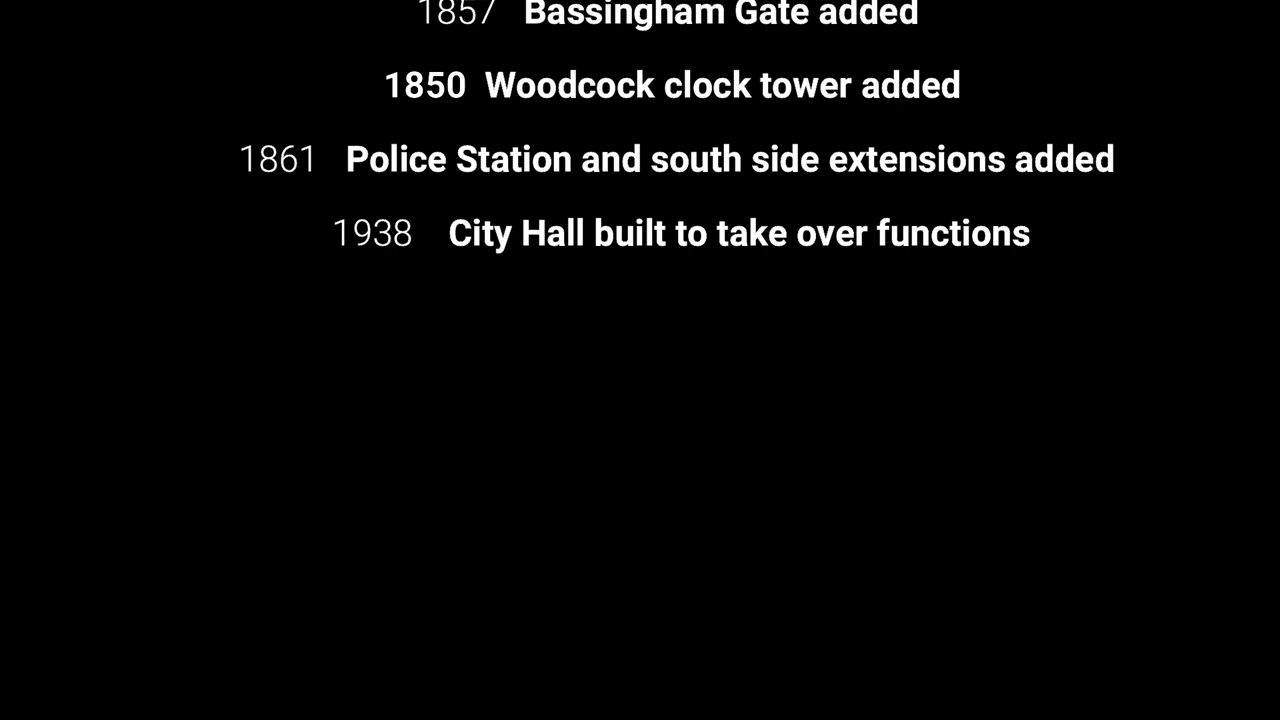 1857 Bassingham Gate added
1850 Woodcock clock tower added
1861 Police Station and south side extensions added
1938 City Hall built to take over functions